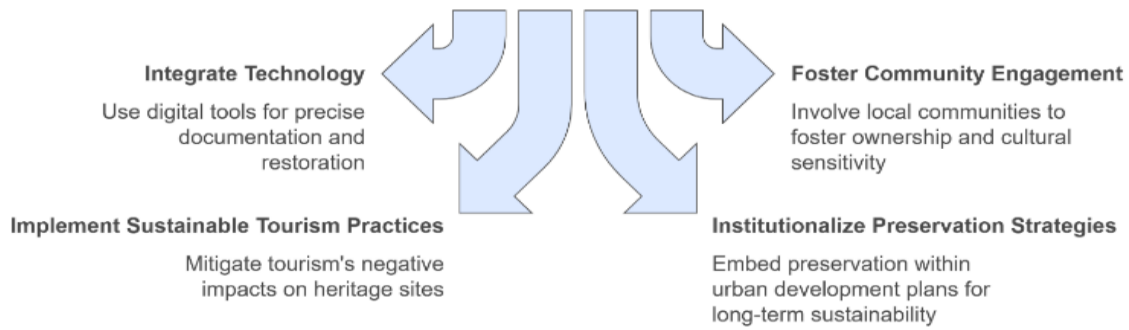 Integrate Technology
Use digital tools for precise
documentation and
restoration
Foster Community Engagement
Involve local communities to
foster ownership and cultural
sensitivity
Implement Sustainable Tourism Practices
Mitigate tourism's negative
impacts on heritage sites
Institutionalize Preservation Strategies
Embed preservation within
urban development plans for
long-term sustainability